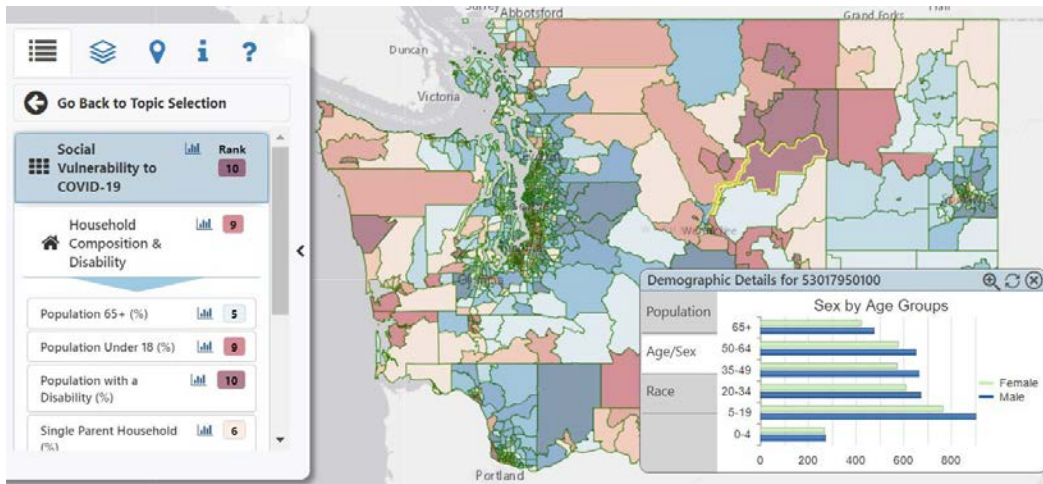 Abbotsford
Grand Forks
Duncan
Victoria
i ?
Go Back to Topic Selection
Social
Vulnerability to
COVID-19
Rank
10
Household
Composition &
Disability
9
Population 65+ (%)
5
Population Under 18 (%)
9
Population with a
Disability (%)
10
Single Parent Household
(%)
6
Portland
Demographic Details for 53017950100
Population
Age/Sex
Race
Sex by Age Groups
65+
50-64
35-49
20-34
5-19
0-4
0 200 400 600 800
Female
Male